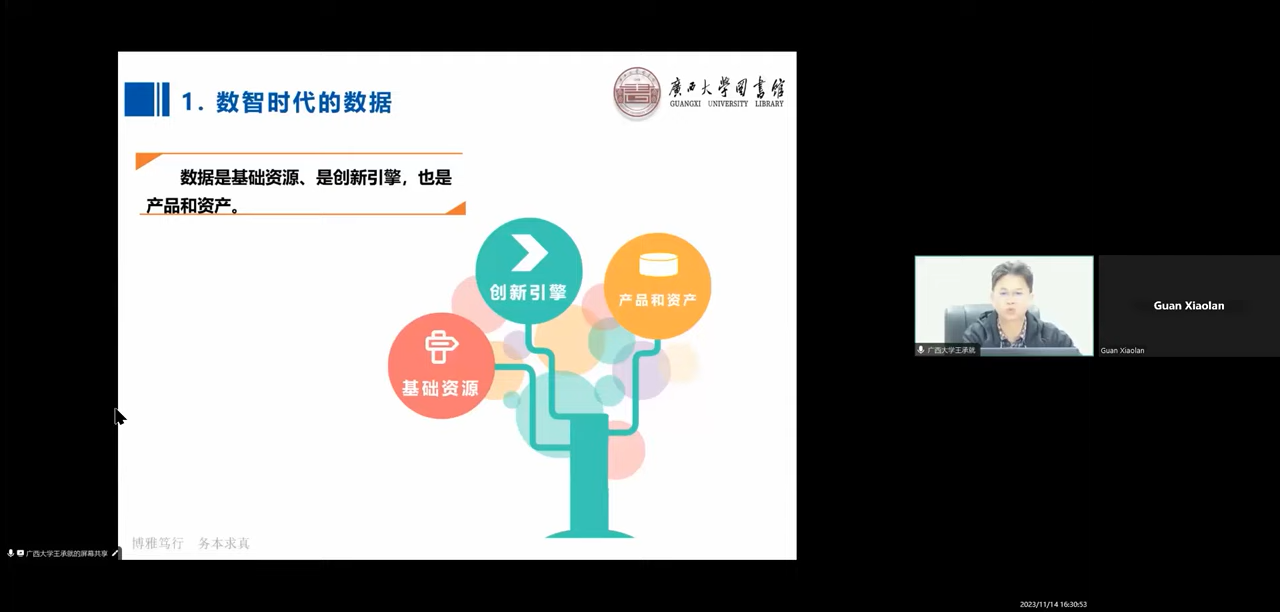 1. 数智时代的数据
廣西大學圖書館
GUANGXI UNIVERSITY LIBRARY
数据是基础资源、是创新引擎,也是
产品和资产。
创新引擎
产品和资产
基础资源
博雅笃行 务本求真
广西大学王承就的屏幕共享
广西大学王承就
Guan Xiaolan
Guan Xiaolan
2023/11/14 16:30:53